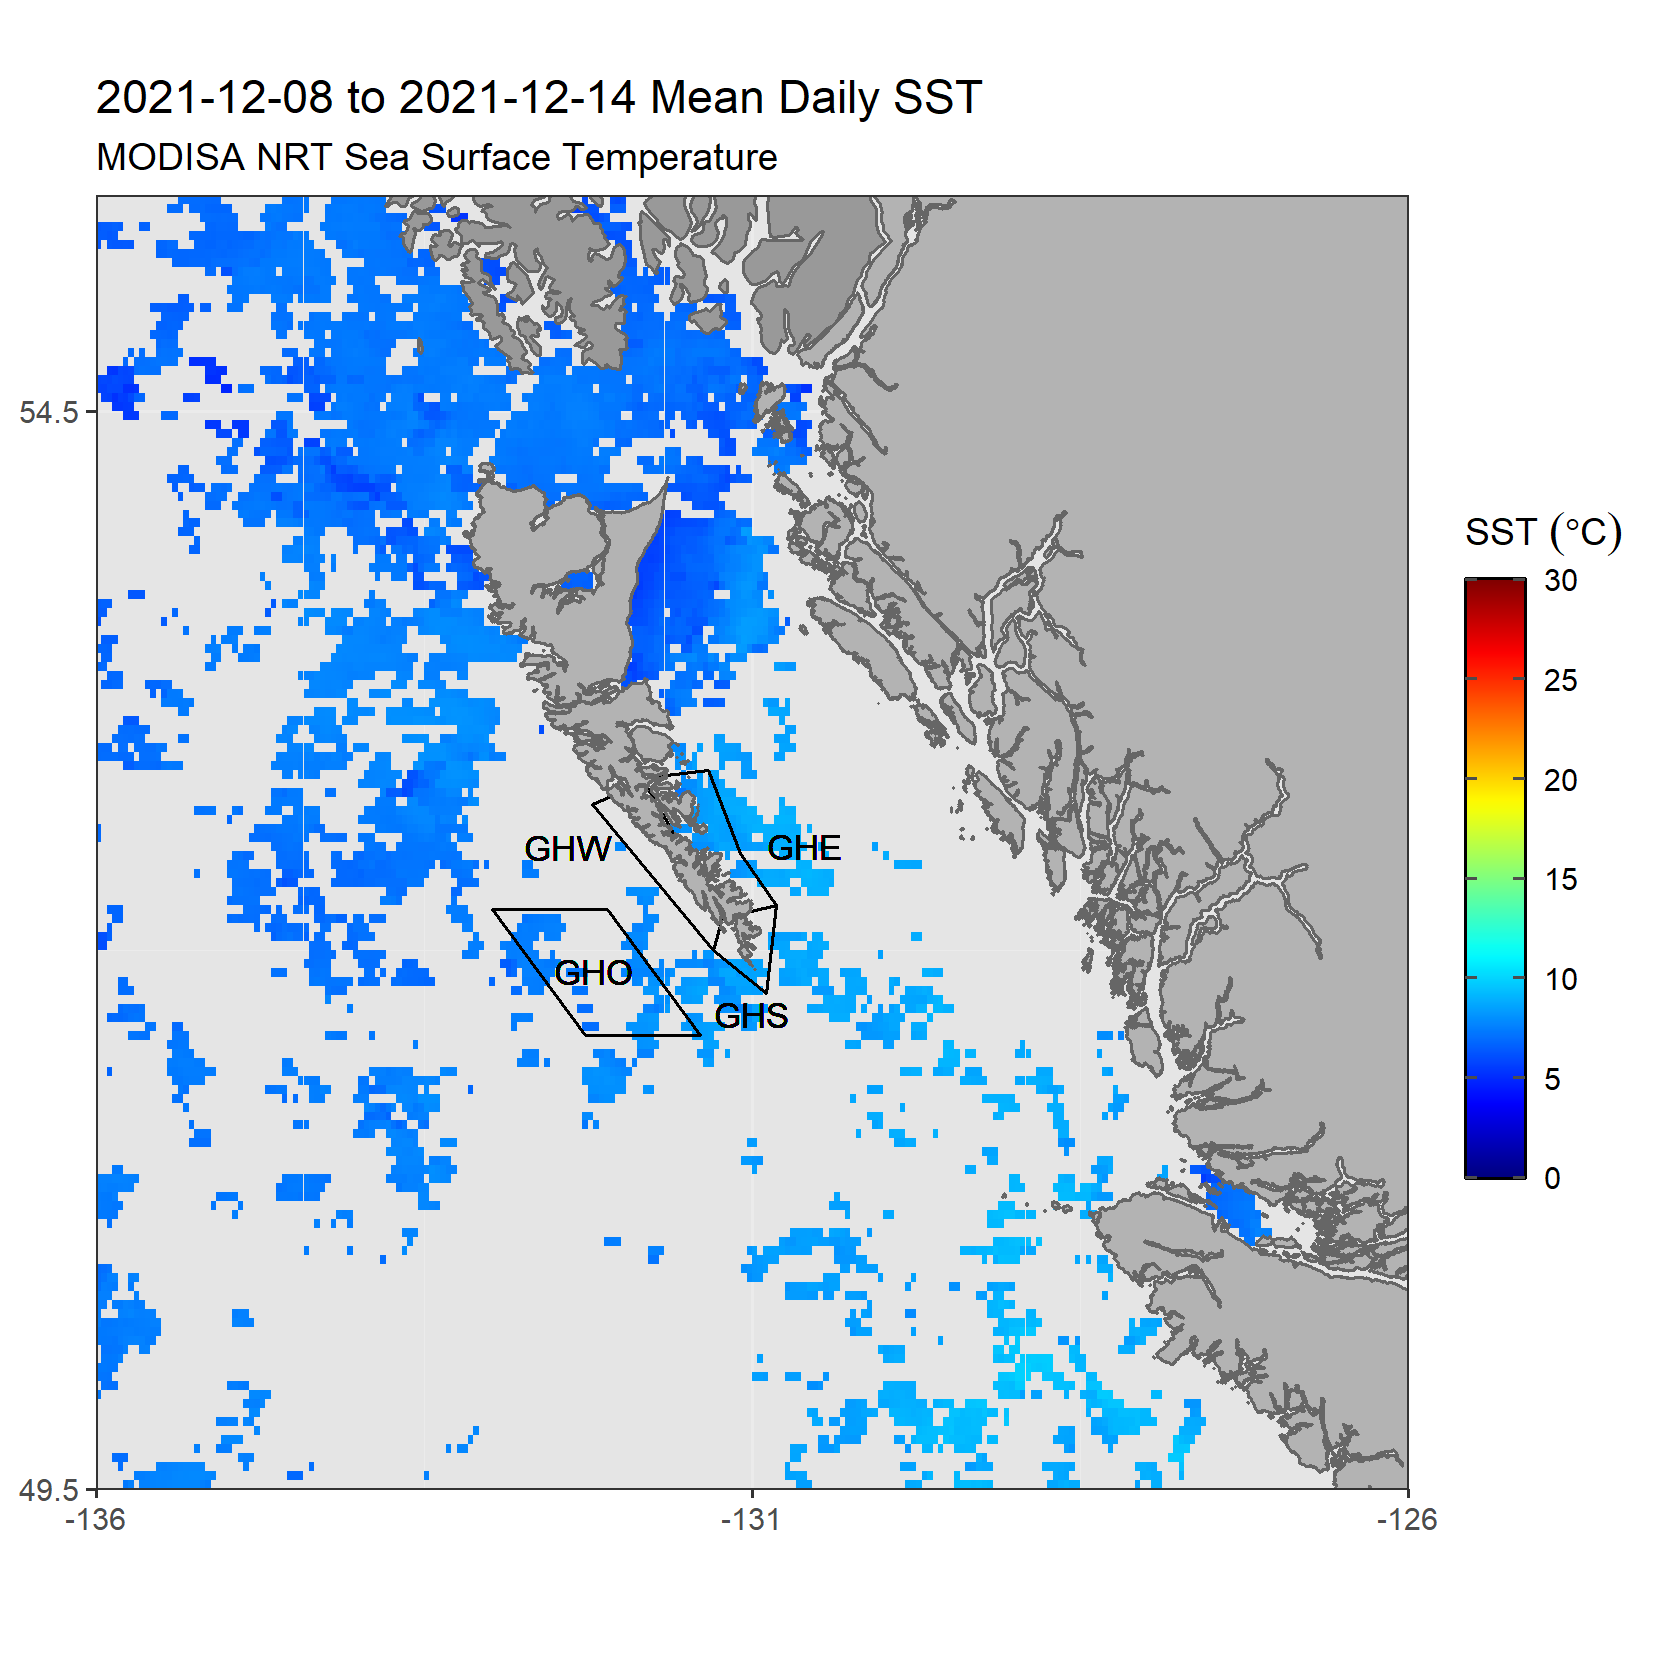 2021-12-08 to 2021-12-14 Mean Daily SST
MODISA NRT Sea Surface Temperature
54.5
49.5
-136
-131
-126
GHW
GHE
GHO
GHS
SST (°C)
30
25
20
15
10
5
0